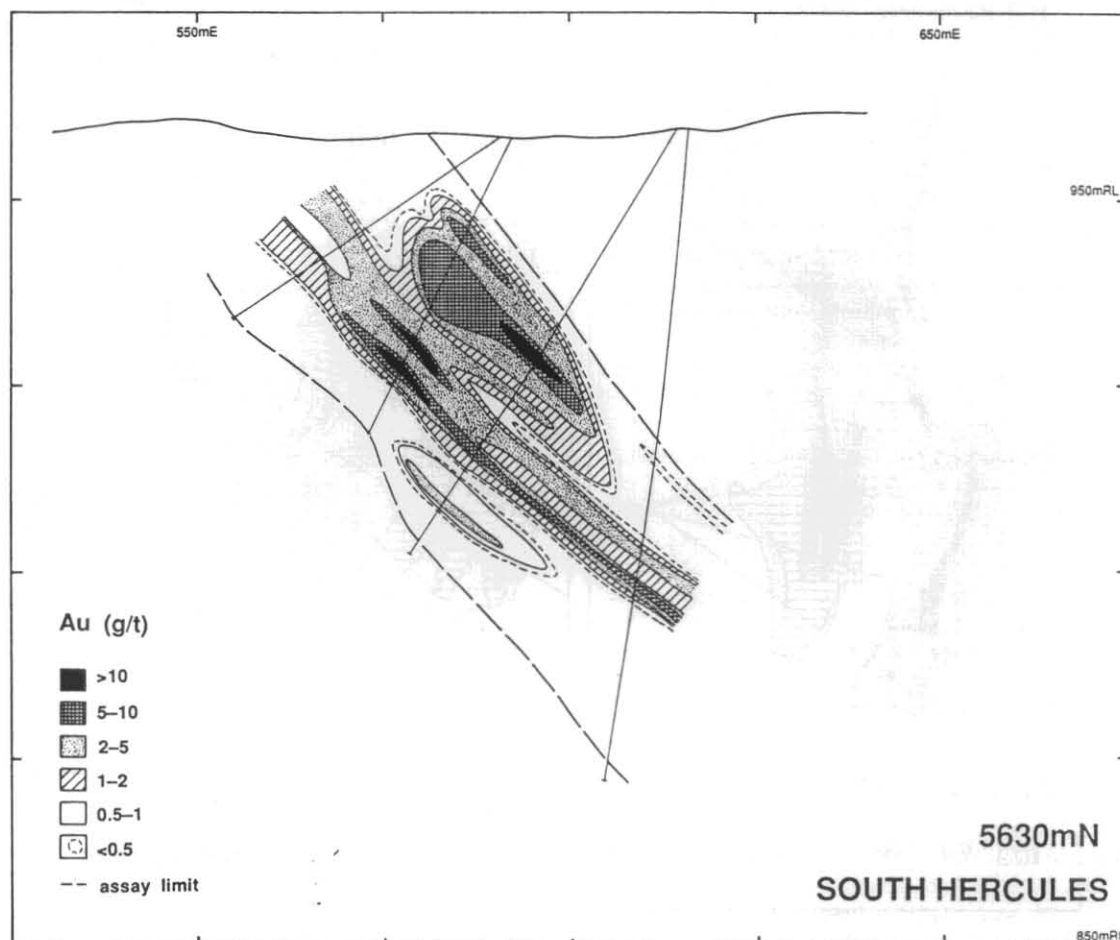 550mE
650mE
950mRL
Au (g/t)
>10
5–10
2–5
1–2
0.5–1
<0.5
-- assay limit
5630mN
SOUTH HERCULES
850mRL